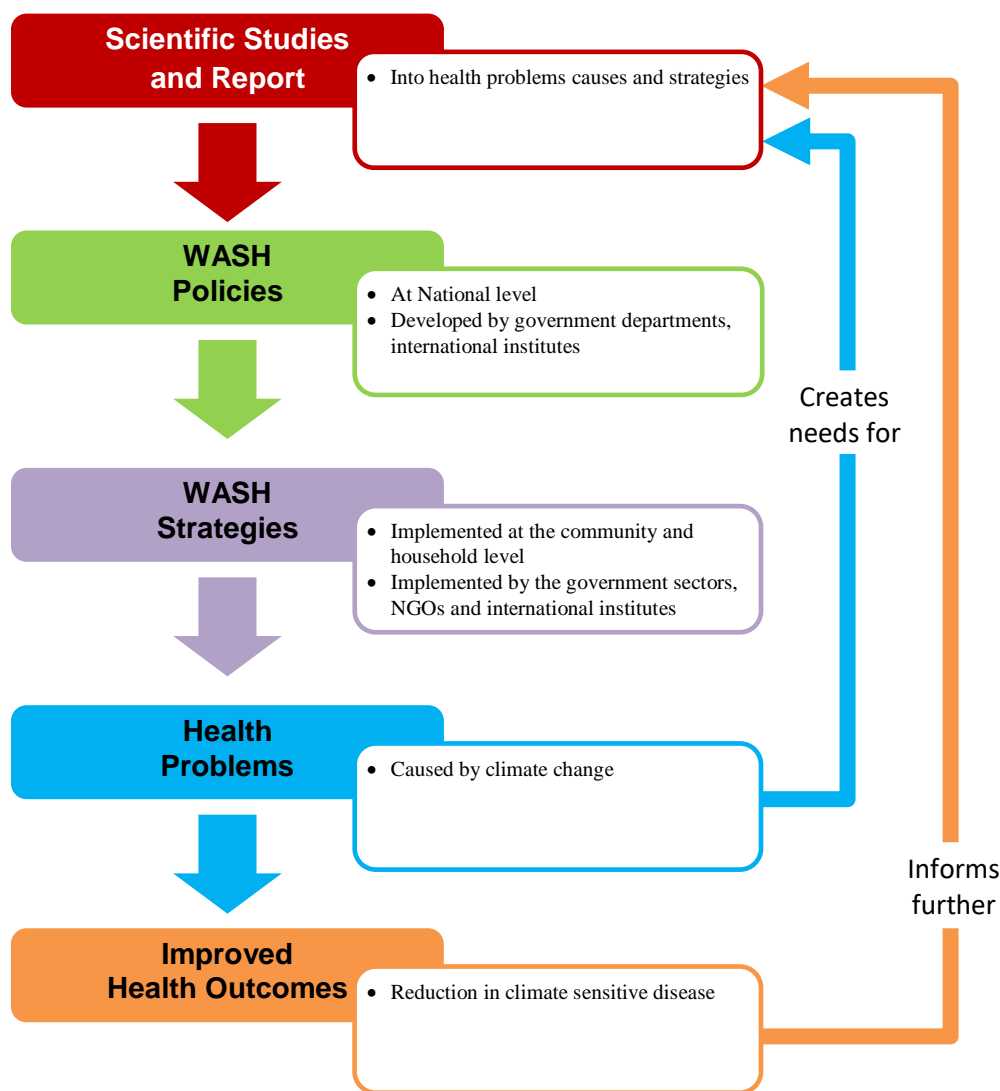 Scientific Studies
and Report
• Into health problems causes and strategies
WASH
Policies
• At National level
• Developed by government departments,
international institutes
Creates
needs for
WASH
Strategies
• Implemented at the community and
household level
• Implemented by the government sectors,
NGOs and international institutes
Health
Problems
• Caused by climate change
Informs
further
Improved
Health Outcomes
• Reduction in climate sensitive disease